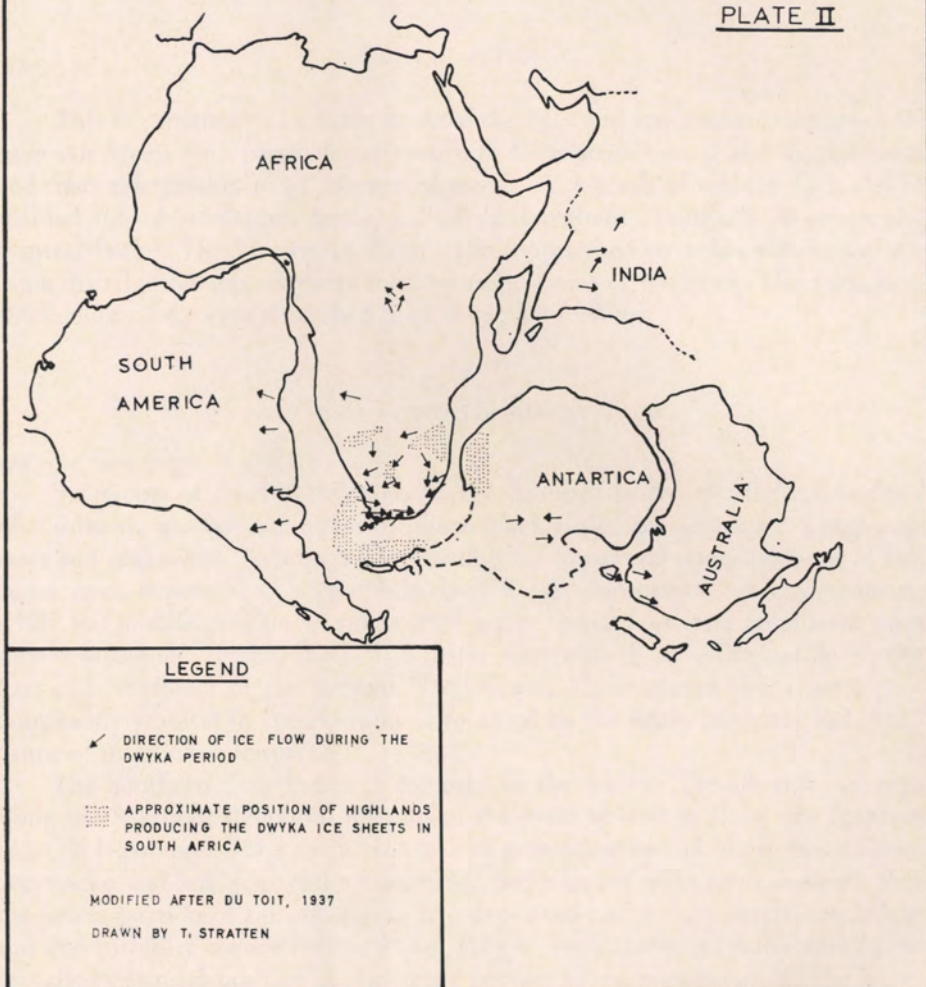 PLATE II
AFRICA
INDIA
SOUTH
AMERICA
ANTARTICA
AUSTRALIA
LEGEND
DIRECTION OF ICE FLOW DURING THE
DWYKA PERIOD
APPROXIMATE POSITION OF HIGHLANDS
PRODUCING THE DWYKA ICE SHEETS IN
SOUTH AFRICA
MODIFIED AFTER DU TOIT, 1937
DRAWN BY T. STRATTEN